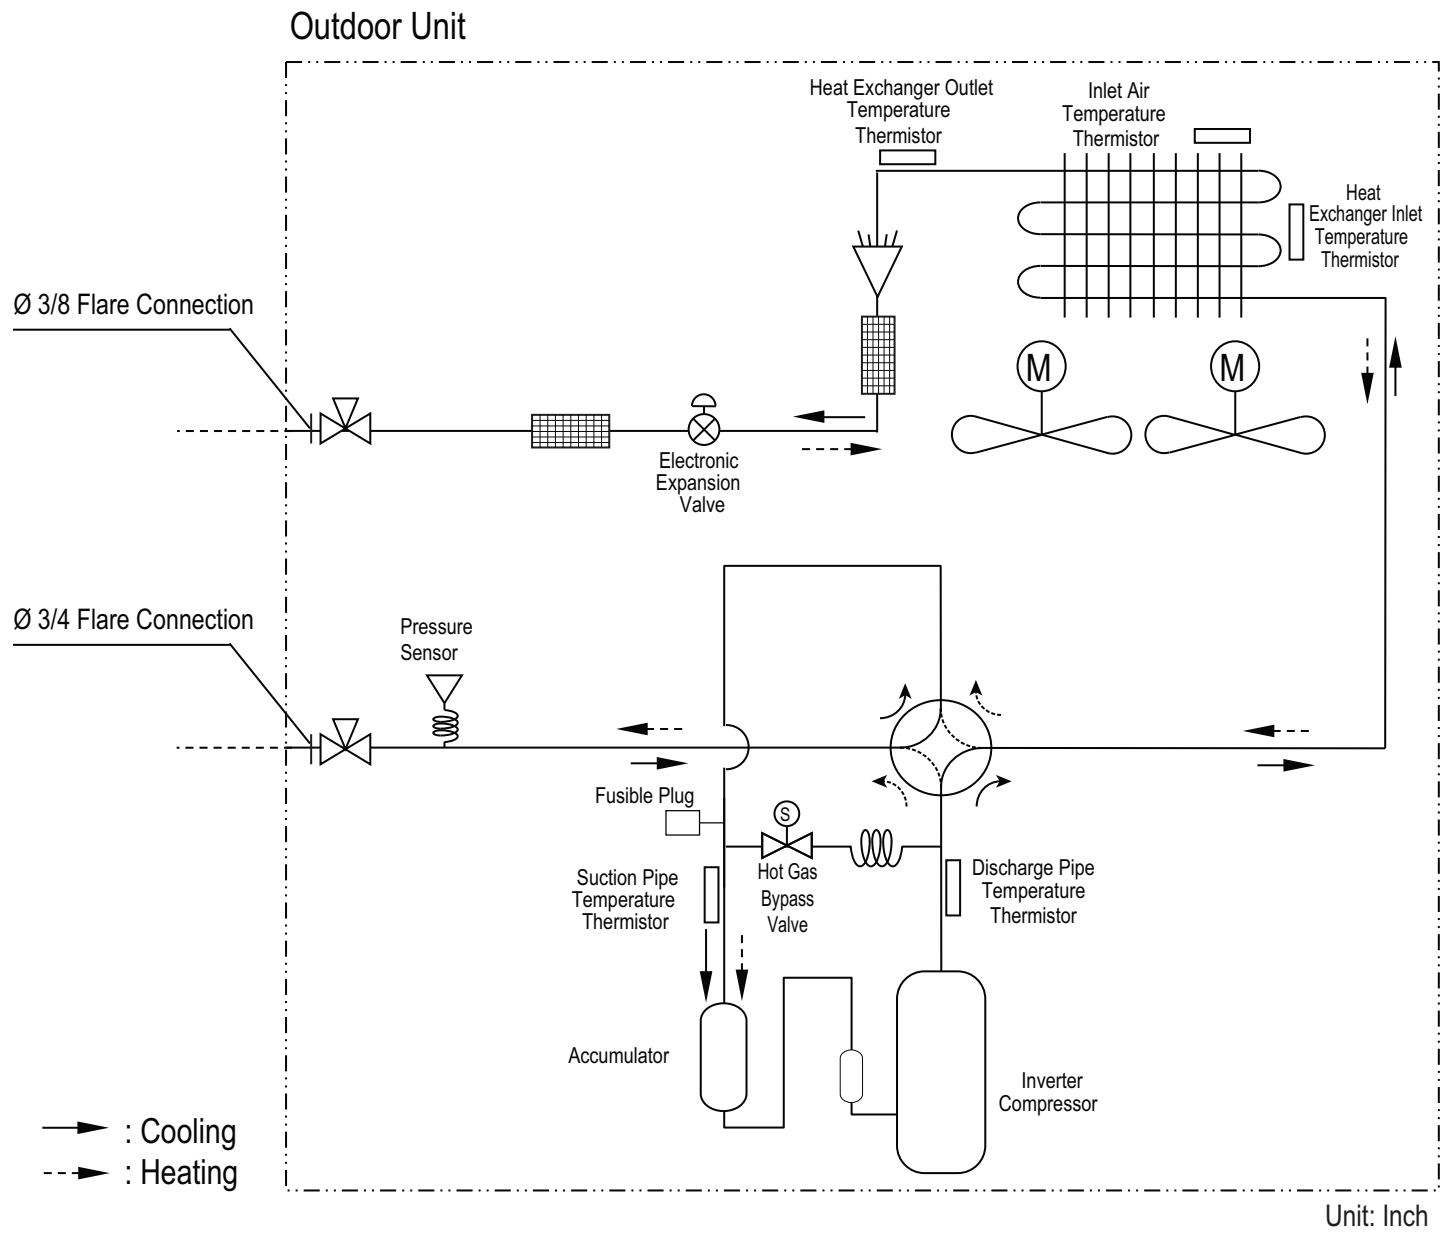 Outdoor Unit
Heat Exchanger Outlet
Temperature
Thermistor
Inlet Air
Temperature
Thermistor
Heat
Exchanger Inlet
Temperature
Thermistor
Ø 3/8 Flare Connection
M
M
Electronic
Expansion
Valve
Ø 3/4 Flare Connection
Pressure
Sensor
Fusible Plug
S
Hot Gas
Bypass
Valve
Suction Pipe
Temperature
Thermistor
Discharge Pipe
Temperature
Thermistor
Accumulator
Inverter
Compressor
: Cooling
: Heating
Unit: Inch